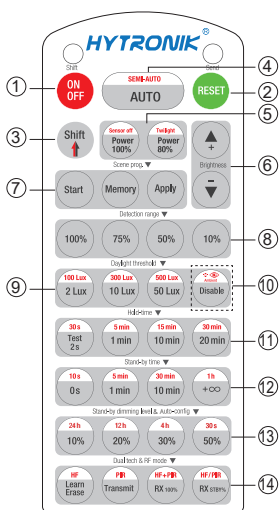 HYTRONIK®
Shift
Send
① ON OFF
SEMI-AUTO
AUTO
④
RESET
②
⑤
③ Shift
Sensor off
Power 100%
Twilight
Power 80%
+
Brightness
−
⑥
Scene prog. ▼
⑦ Start Memory Apply
Detection range ▼
100% 75% 50% 10% ⑧
Daylight threshold ▼
100 Lux 300 Lux 500 Lux Ambient
⑨ 2 Lux 10 Lux 50 Lux Disable ⑩
Hold-time ▼
30s 5 min 15 min 30 min
Test 2s 1 min 10 min 20 min ⑪
Stand-by time ▼
10s 5 min 30 min 1h
0s 1 min 10 min +∞ ⑫
Stand-by dimming level & Auto-config ▼
24h 12h 4h 30s
10% 20% 30% 50% ⑬
Dual tech & RF mode ▼
HF PIR HF+PIR HF/PIR
Learn Erase Transmit RX 100% RX STBY% ⑭